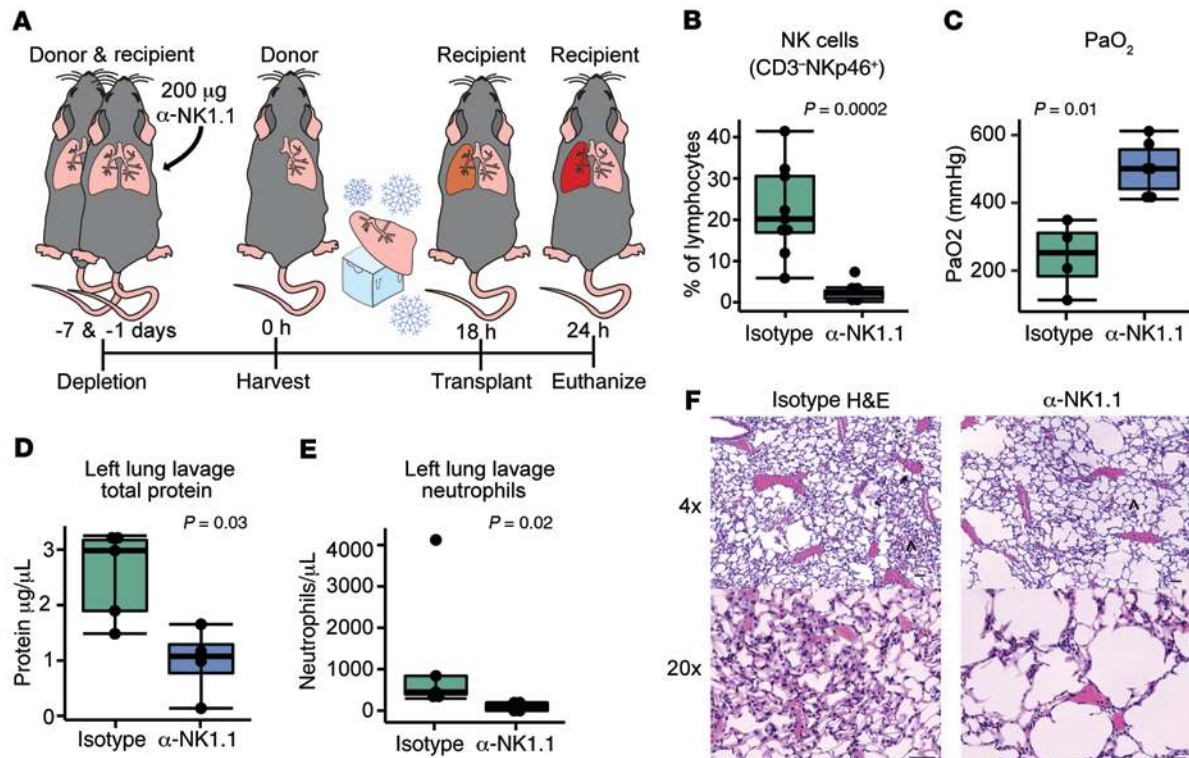 A
Donor & recipient
200 μg
α-NK1.1
Donor
Recipient
Recipient
-7 & -1 days
0 h
18 h
24 h
Depletion
Harvest
Transplant
Euthanize
B
NK cells
(CD3⁻NKp46⁺)
P = 0.0002
% of lymphocytes
40
30
20
10
0
Isotype
α-NK1.1
C
PaO₂
P = 0.01
PaO2 (mmHg)
600
400
200
Isotype
α-NK1.1
D
Left lung lavage
total protein
P = 0.03
Protein μg/μL
3
2
1
0
Isotype
α-NK1.1
E
Left lung lavage
neutrophils
P = 0.02
Neutrophils/μL
4000
3000
2000
1000
0
Isotype
α-NK1.1
F
Isotype H&E
α-NK1.1
4x
^
^
20x